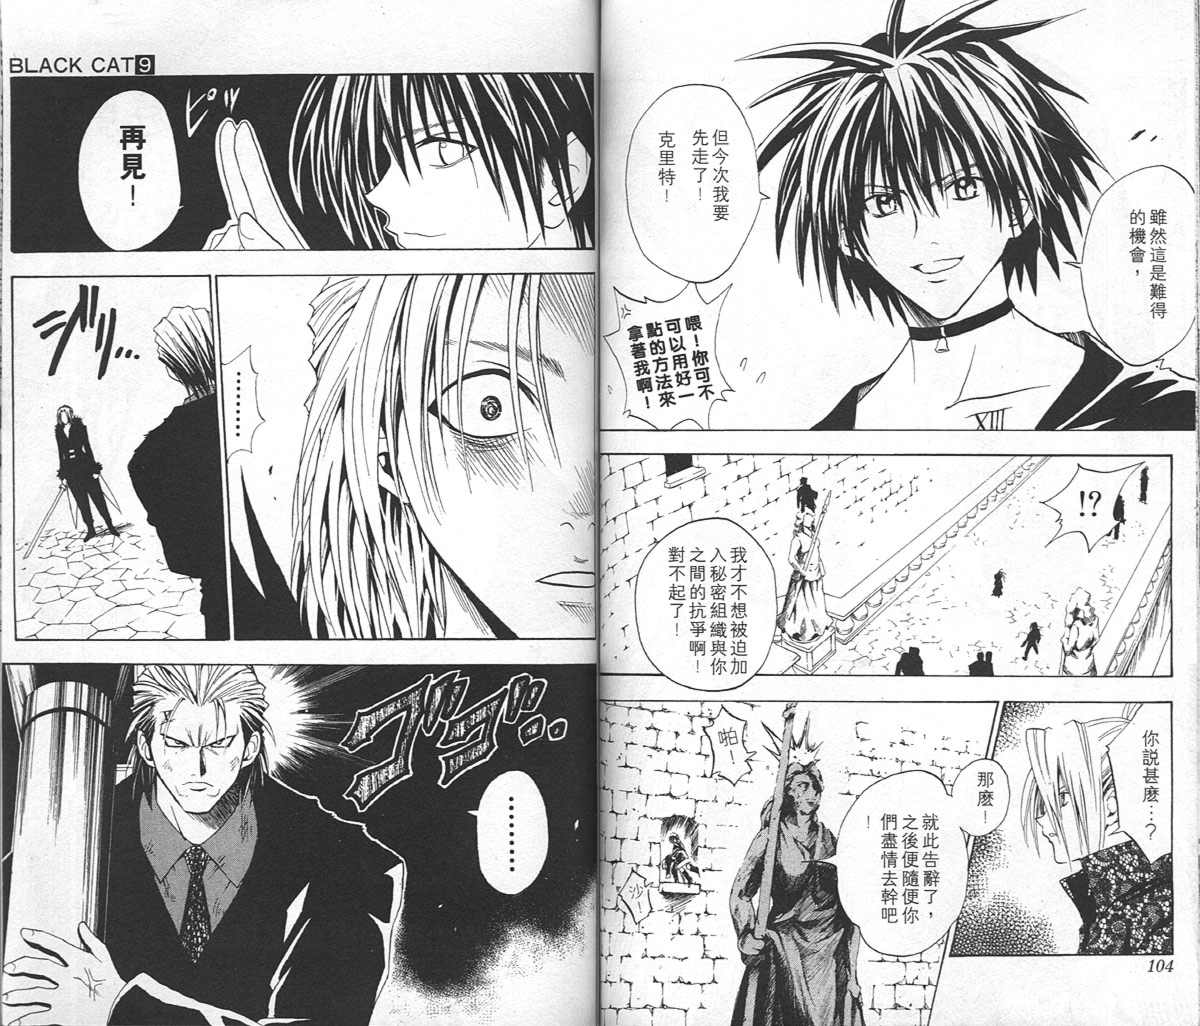 雖然這是難得
的機會，
但今次我要
先走了！
克里特！
喂！你可不
可以用好一
點的方法來
拿著我啊！
XIII
!?
我才不想被迫加
入秘密組織與你
之間的抗爭啊！
對不起了！
你說甚麼…？
那麼！
就此告辭了，
之後便隨便你
們盡情去幹吧
！
啪！
沙
104
BLACK CAT 9
ピッ
再見！
………
ゴゴ…
………